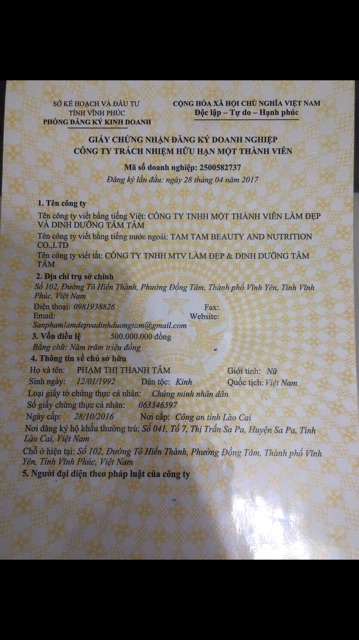 SỞ KẾ HOẠCH VÀ ĐẦU TƯ
TỈNH VĨNH PHÚC
PHÒNG ĐĂNG KÝ KINH DOANH
CỘNG HÒA XÃ HỘI CHỦ NGHĨA VIỆT NAM
Độc lập – Tự do – Hạnh phúc
GIẤY CHỨNG NHẬN ĐĂNG KÝ DOANH NGHIỆP
CÔNG TY TRÁCH NHIỆM HỮU HẠN MỘT THÀNH VIÊN
Mã số doanh nghiệp: 2500582737
Đăng ký lần đầu: ngày 28 tháng 04 năm 2017
1. Tên công ty
Tên công ty viết bằng tiếng Việt: CÔNG TY TNHH MỘT THÀNH VIÊN LÀM ĐẸP
VÀ DINH DƯỠNG TÂM TÂM
Tên công ty viết bằng tiếng nước ngoài: TAM TAM BEAUTY AND NUTRITION
CO.,LTD
Tên công ty viết tắt: CÔNG TY TNHH MTV LÀM ĐẸP & DINH DƯỠNG TÂM
TÂM
2. Địa chỉ trụ sở chính
Số 102, Đường Tô Hiến Thành, Phường Đồng Tâm, Thành phố Vĩnh Yên, Tỉnh Vĩnh
Phúc, Việt Nam
Điện thoại: 0981938826 Fax:
Email: Website:
Sanphamlamdepvadinhduongtam@gmail.com
3. Vốn điều lệ 500.000.000 đồng
Bằng chữ: Năm trăm triệu đồng
4. Thông tin về chủ sở hữu
Họ và tên: PHẠM THỊ THANH TÂM Giới tính: Nữ
Sinh ngày: 12/01/1992 Dân tộc: Kinh Quốc tịch: Việt Nam
Loại giấy tờ chứng thực cá nhân: Chứng minh nhân dân
Số giấy chứng thực cá nhân: 063346597
Ngày cấp: 28/10/2016 Nơi cấp: Công an tỉnh Lào Cai
Nơi đăng ký hộ khẩu thường trú: Số 041, Tổ 7, Thị Trấn Sa Pa, Huyện Sa Pa, Tỉnh
Lào Cai, Việt Nam
Chỗ ở hiện tại: Số 102, Đường Tô Hiến Thành, Phường Đồng Tâm, Thành phố Vĩnh
Yên, Tỉnh Vĩnh Phúc, Việt Nam
5. Người đại diện theo pháp luật của công ty